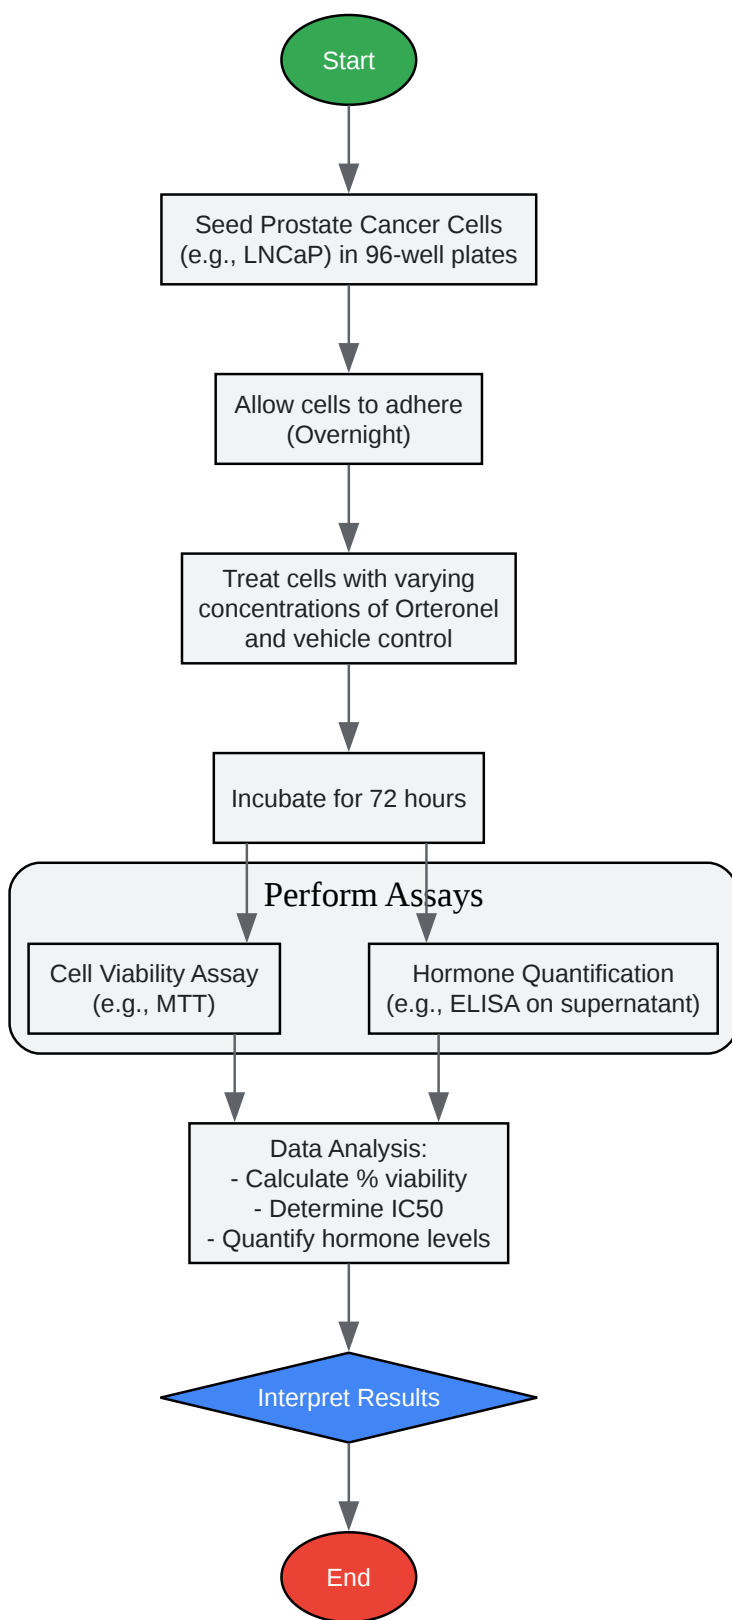 Start
Seed Prostate Cancer Cells
(e.g., LNCaP) in 96-well plates
Allow cells to adhere
(Overnight)
Treat cells with varying
concentrations of Orteronel
and vehicle control
Incubate for 72 hours
Perform Assays
Cell Viability Assay
(e.g., MTT)
Hormone Quantification
(e.g., ELISA on supernatant)
Data Analysis:
- Calculate % viability
- Determine IC50
- Quantify hormone levels
Interpret Results
End